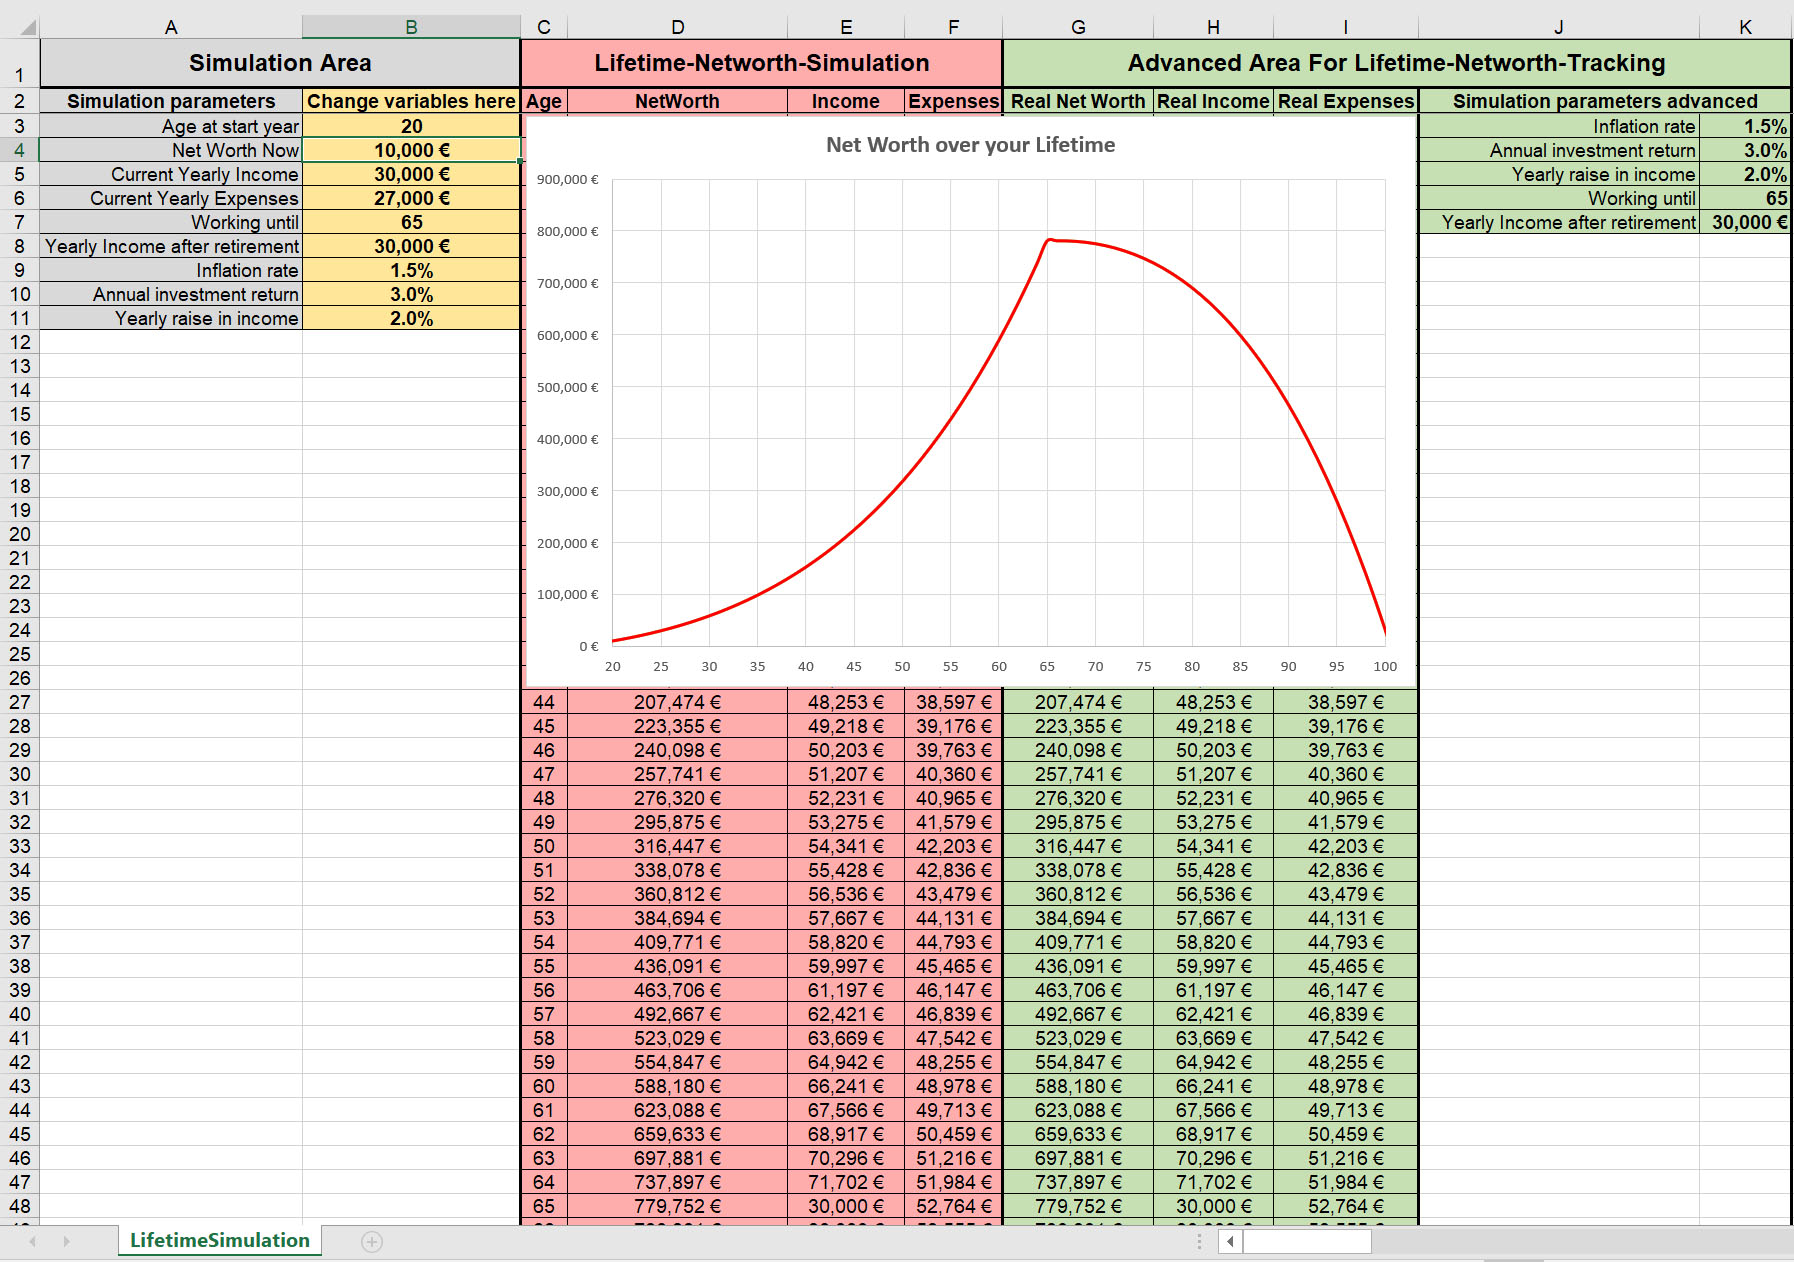 A B C D E F G H I J K
1 Simulation Area Lifetime-Networth-Simulation Advanced Area For Lifetime-Networth-Tracking
2 Simulation parameters Change variables here Age NetWorth Income Expenses Real Net Worth Real Income Real Expenses Simulation parameters advanced
3 Age at start year 20 Inflation rate 1.5%
4 Net Worth Now 10,000 € Annual investment return 3.0%
5 Current Yearly Income 30,000 € Yearly raise in income 2.0%
6 Current Yearly Expenses 27,000 € Working until 65
7 Working until 65 Yearly Income after retirement 30,000 €
8 Yearly Income after retirement 30,000 €
9 Inflation rate 1.5%
10 Annual investment return 3.0%
11 Yearly raise in income 2.0%
12
13
14
15
16
17
18
19
20
21
22
23
24
25
26
Net Worth over your Lifetime
900,000 €
800,000 €
700,000 €
600,000 €
500,000 €
400,000 €
300,000 €
200,000 €
100,000 €
0 €
20 25 30 35 40 45 50 55 60 65 70 75 80 85 90 95 100
27 44 207,474 € 48,253 € 38,597 € 207,474 € 48,253 € 38,597 €
28 45 223,355 € 49,218 € 39,176 € 223,355 € 49,218 € 39,176 €
29 46 240,098 € 50,203 € 39,763 € 240,098 € 50,203 € 39,763 €
30 47 257,741 € 51,207 € 40,360 € 257,741 € 51,207 € 40,360 €
31 48 276,320 € 52,231 € 40,965 € 276,320 € 52,231 € 40,965 €
32 49 295,875 € 53,275 € 41,579 € 295,875 € 53,275 € 41,579 €
33 50 316,447 € 54,341 € 42,203 € 316,447 € 54,341 € 42,203 €
34 51 338,078 € 55,428 € 42,836 € 338,078 € 55,428 € 42,836 €
35 52 360,812 € 56,536 € 43,479 € 360,812 € 56,536 € 43,479 €
36 53 384,694 € 57,667 € 44,131 € 384,694 € 57,667 € 44,131 €
37 54 409,771 € 58,820 € 44,793 € 409,771 € 58,820 € 44,793 €
38 55 436,091 € 59,997 € 45,465 € 436,091 € 59,997 € 45,465 €
39 56 463,706 € 61,197 € 46,147 € 463,706 € 61,197 € 46,147 €
40 57 492,667 € 62,421 € 46,839 € 492,667 € 62,421 € 46,839 €
41 58 523,029 € 63,669 € 47,542 € 523,029 € 63,669 € 47,542 €
42 59 554,847 € 64,942 € 48,255 € 554,847 € 64,942 € 48,255 €
43 60 588,180 € 66,241 € 48,978 € 588,180 € 66,241 € 48,978 €
44 61 623,088 € 67,566 € 49,713 € 623,088 € 67,566 € 49,713 €
45 62 659,633 € 68,917 € 50,459 € 659,633 € 68,917 € 50,459 €
46 63 697,881 € 70,296 € 51,216 € 697,881 € 70,296 € 51,216 €
47 64 737,897 € 71,702 € 51,984 € 737,897 € 71,702 € 51,984 €
48 65 779,752 € 30,000 € 52,764 € 779,752 € 30,000 € 52,764 €
LifetimeSimulation